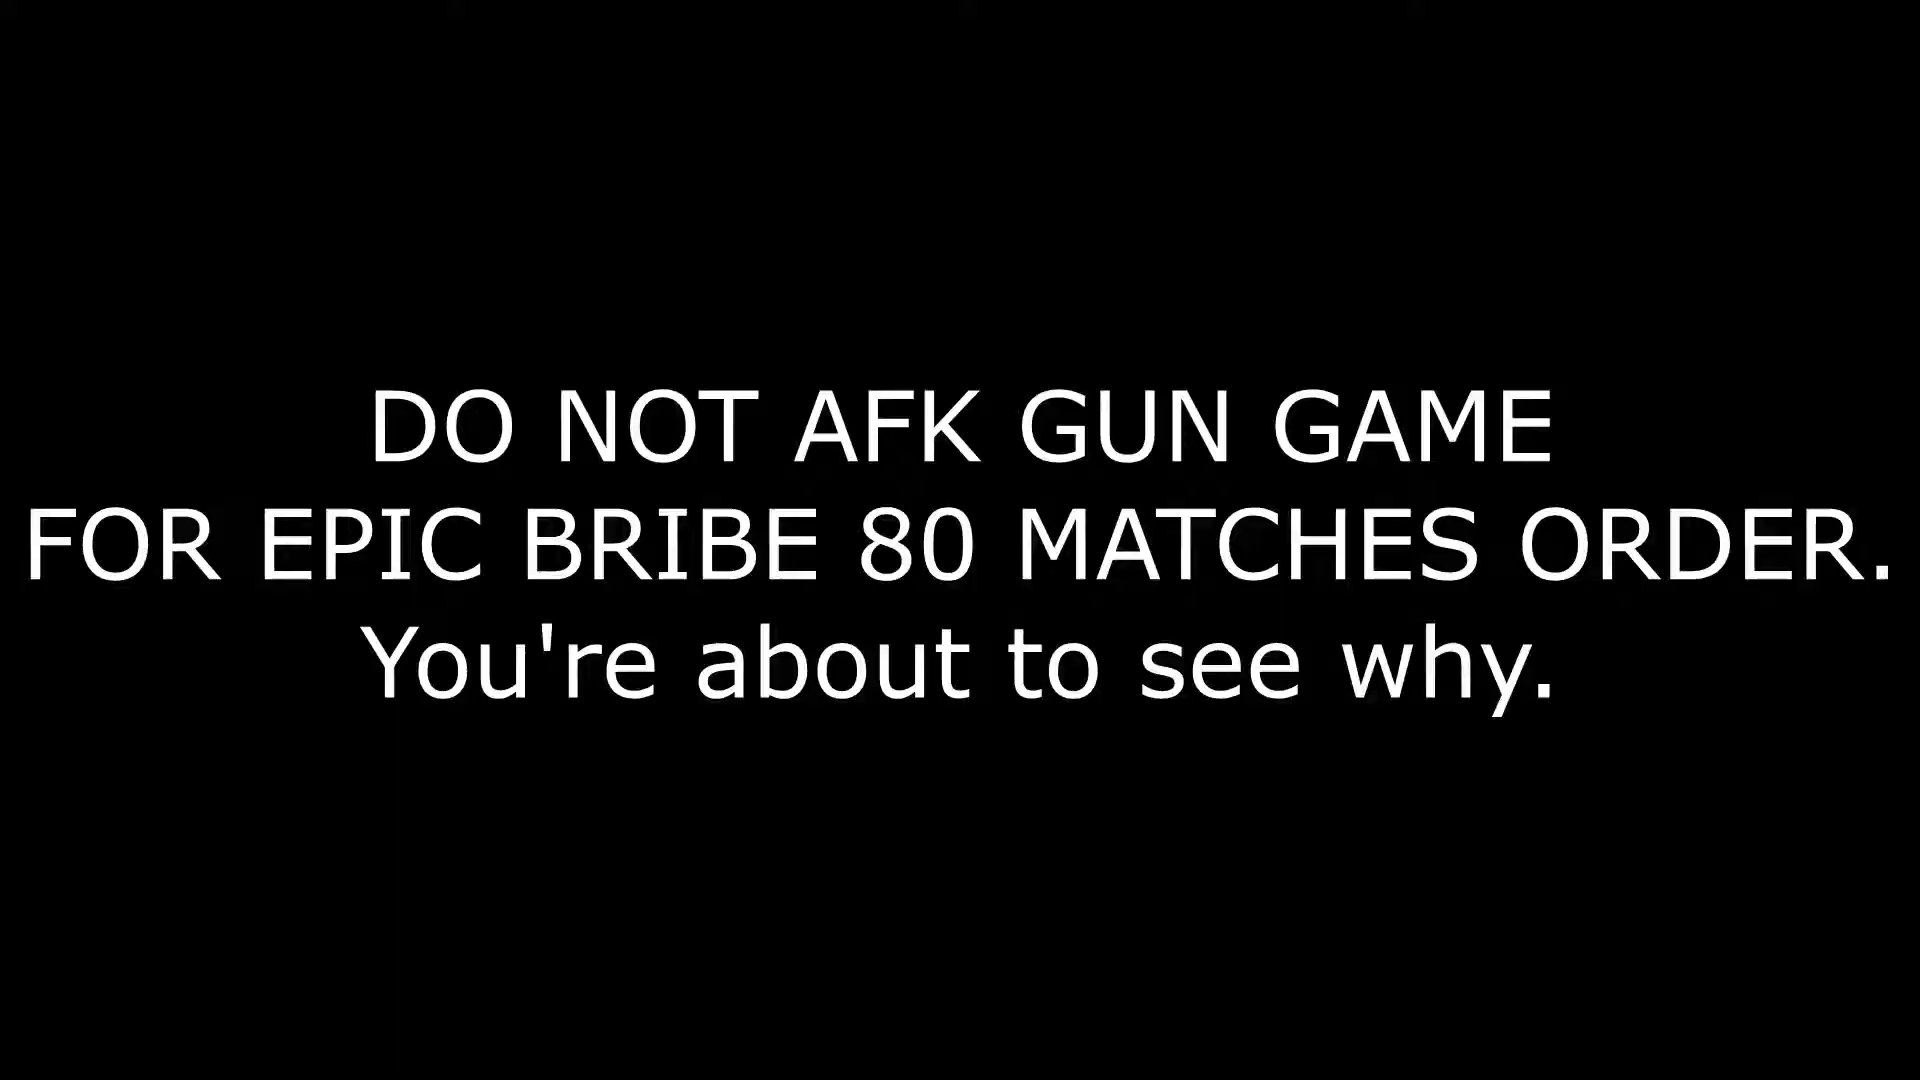 DO NOT AFK GUN GAME
FOR EPIC BRIBE 80 MATCHES ORDER.
You're about to see why.